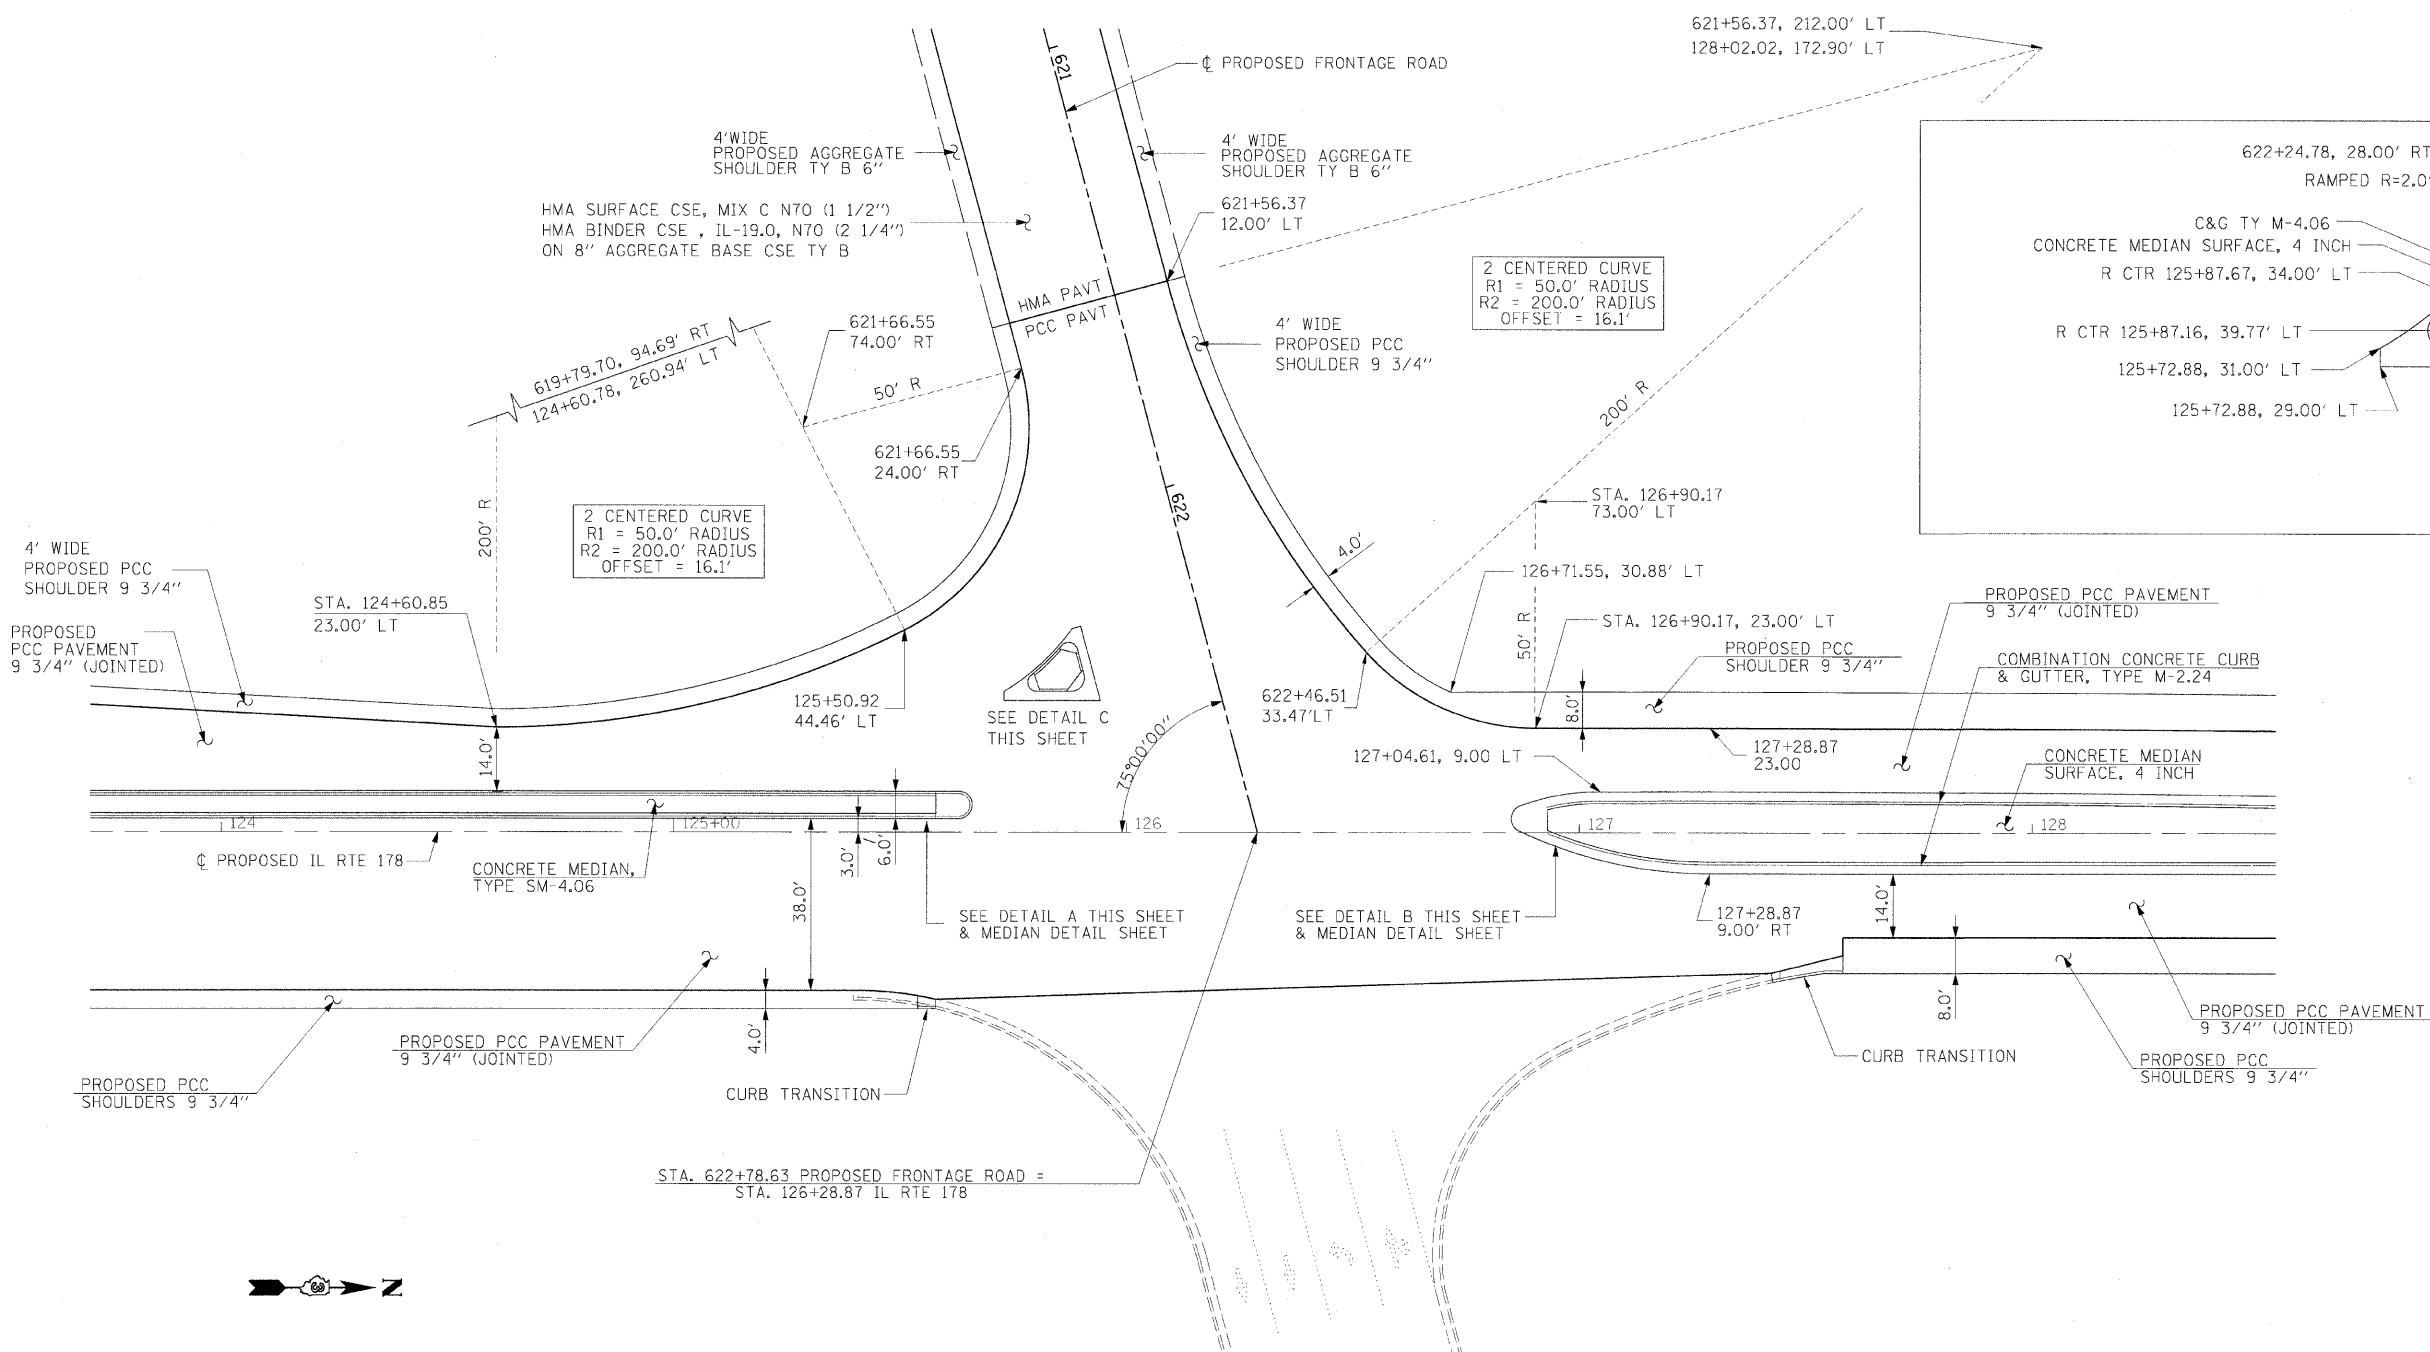 621+56.37, 212.00' LT
128+02.02, 172.90' LT
621
℄ PROPOSED FRONTAGE ROAD
4'WIDE
PROPOSED AGGREGATE
SHOULDER TY B 6"
4' WIDE
PROPOSED AGGREGATE
SHOULDER TY B 6"
622+24.78, 28.00' RT
RAMPED R=2.0'
C&G TY M-4.06
CONCRETE MEDIAN SURFACE, 4 INCH
R CTR 125+87.67, 34.00' LT
R CTR 125+87.16, 39.77' LT
125+72.88, 31.00' LT
125+72.88, 29.00' LT
HMA SURFACE CSE, MIX C N70 (1 1/2")
HMA BINDER CSE , IL-19.0, N70 (2 1/4")
ON 8" AGGREGATE BASE CSE TY B
621+56.37
12.00' LT
HMA PAVT
PCC PAVT
2 CENTERED CURVE
R1 = 50.0' RADIUS
R2 = 200.0' RADIUS
OFFSET = 16.1'
619+79.70, 94.69' RT
124+60.78, 260.94' LT
621+66.55
74.00' RT
50' R
4' WIDE
PROPOSED PCC
SHOULDER 9 3/4"
200' R
621+66.55
24.00' RT
622
200' R
2 CENTERED CURVE
R1 = 50.0' RADIUS
R2 = 200.0' RADIUS
OFFSET = 16.1'
STA. 126+90.17
73.00' LT
4.0'
4' WIDE
PROPOSED PCC
SHOULDER 9 3/4"
126+71.55, 30.88' LT
STA. 124+60.85
23.00' LT
PROPOSED PCC PAVEMENT
9 3/4" (JOINTED)
STA. 126+90.17, 23.00' LT
50' R
PROPOSED
PCC PAVEMENT
9 3/4" (JOINTED)
PROPOSED PCC
SHOULDER 9 3/4"
COMBINATION CONCRETE CURB
& GUTTER, TYPE M-2.24
125+50.92
44.46' LT
SEE DETAIL C
THIS SHEET
622+46.51
33.47'LT
8.0'
75°00'00"
14.0'
127+04.61, 9.00 LT
127+28.87
23.00
CONCRETE MEDIAN
SURFACE, 4 INCH
124
125+00
126
127
128
℄ PROPOSED IL RTE 178
CONCRETE MEDIAN,
TYPE SM-4.06
3.0'
6.0'
38.0'
SEE DETAIL A THIS SHEET
& MEDIAN DETAIL SHEET
SEE DETAIL B THIS SHEET
& MEDIAN DETAIL SHEET
127+28.87
9.00' RT
14.0'
4.0'
8.0'
PROPOSED PCC PAVEMENT
9 3/4" (JOINTED)
PROPOSED PCC PAVEMENT
9 3/4" (JOINTED)
CURB TRANSITION
PROPOSED PCC
SHOULDERS 9 3/4"
PROPOSED PCC
SHOULDERS 9 3/4"
CURB TRANSITION
STA. 622+78.63 PROPOSED FRONTAGE ROAD =
STA. 126+28.87 IL RTE 178
N